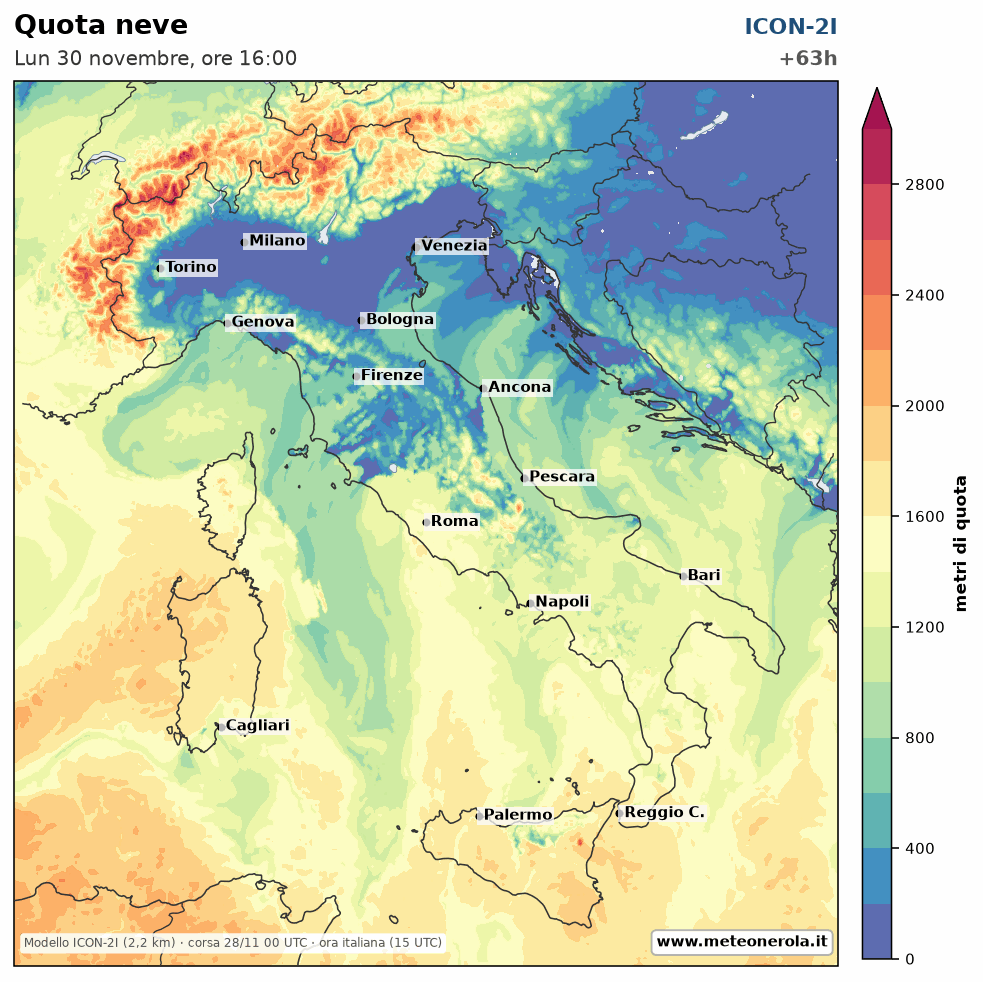 Quota neve
ICON-2I
Lun 30 novembre, ore 16:00
+63h
Milano
Venezia
Torino
Genova
Bologna
Firenze
Ancona
Pescara
Roma
Bari
Napoli
Cagliari
Palermo
Reggio C.
2800
2400
2000
1600
1200
800
400
0
metri di quota
Modello ICON-2I (2,2 km) · corsa 28/11 00 UTC · ora italiana (15 UTC)
www.meteonerola.it